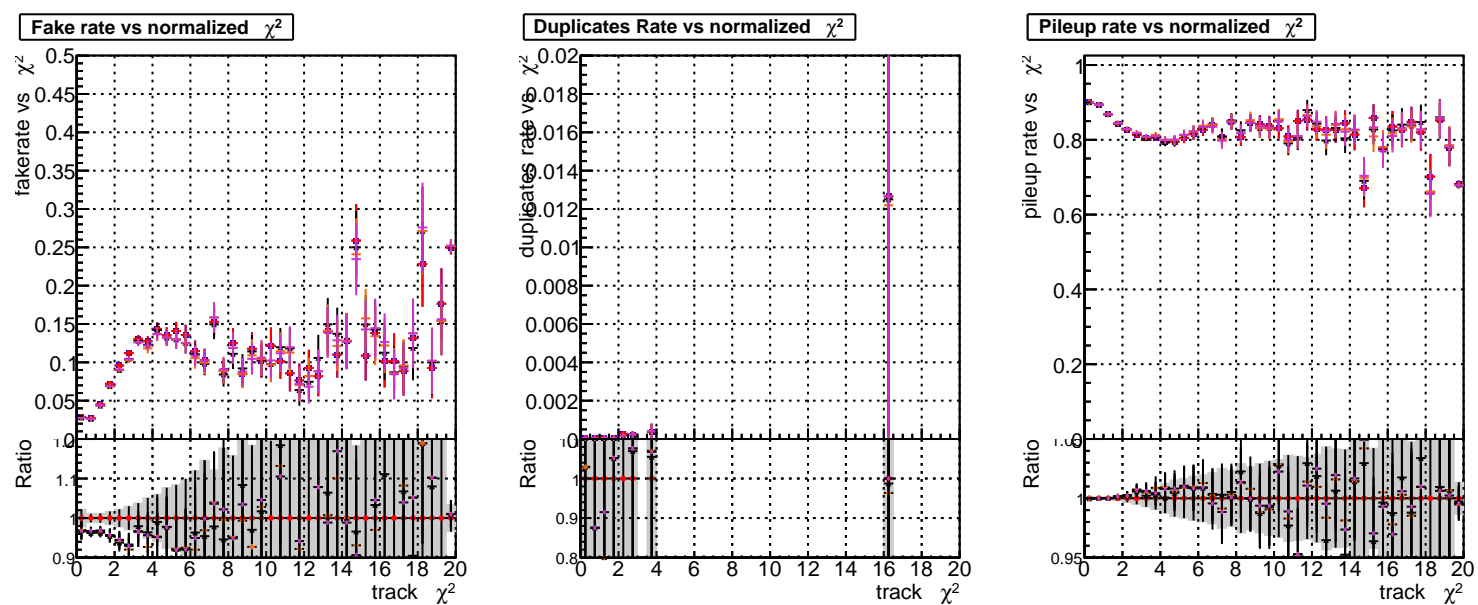 Fake rate vs normalized χ²
fakerate vs χ²
0.5
0.45
0.4
0.35
0.3
0.25
0.2
0.15
0.1
0.05
Ratio
1.1
1
0.9
0 2 4 6 8 10 12 14 16 18 20
track χ²
Duplicates Rate vs normalized χ²
duplicates rate vs χ²
0.02
0.018
0.016
0.014
0.012
0.01
0.008
0.006
0.004
0.002
Ratio
1
0.9
0.8
0 2 4 6 8 10 12 14 16 18 20
track χ²
Pileup rate vs normalized χ²
pileup rate vs χ²
1
0.8
0.6
0.4
0.2
Ratio
1
0.95
0 2 4 6 8 10 12 14 16 18 20
track χ²